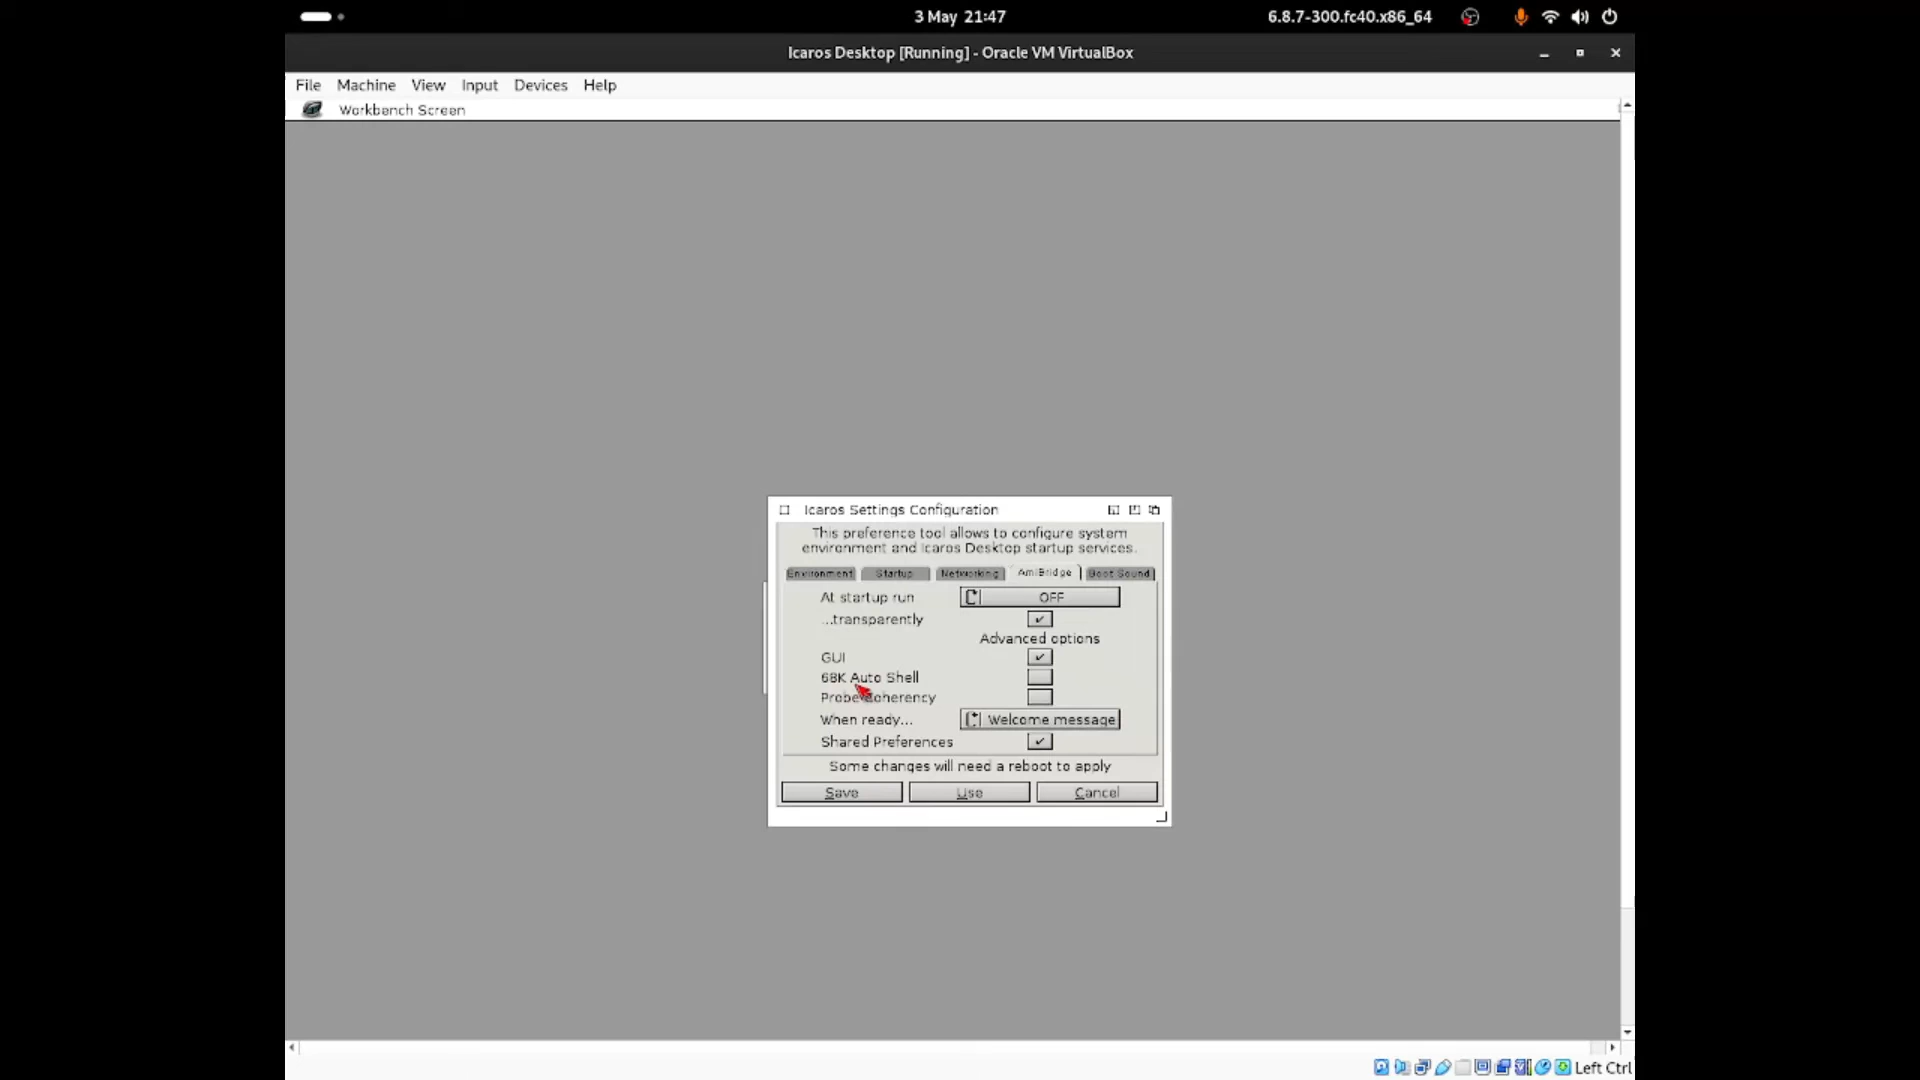 3 May 21:47
6.8.7-300.fc40.x86_64
Icaros Desktop [Running] - Oracle VM VirtualBox
File Machine View Input Devices Help
Workbench Screen
Icaros Settings Configuration
This preference tool allows to configure system
environment and Icaros Desktop startup services.
Environment Startup Networking AmiBridge Boot Sound
At startup run OFF
...transparently
Advanced options
GUI
68K Auto Shell
Probe Coherency
When ready... Welcome message
Shared Preferences
Some changes will need a reboot to apply
Save Use Cancel
Left Ctrl